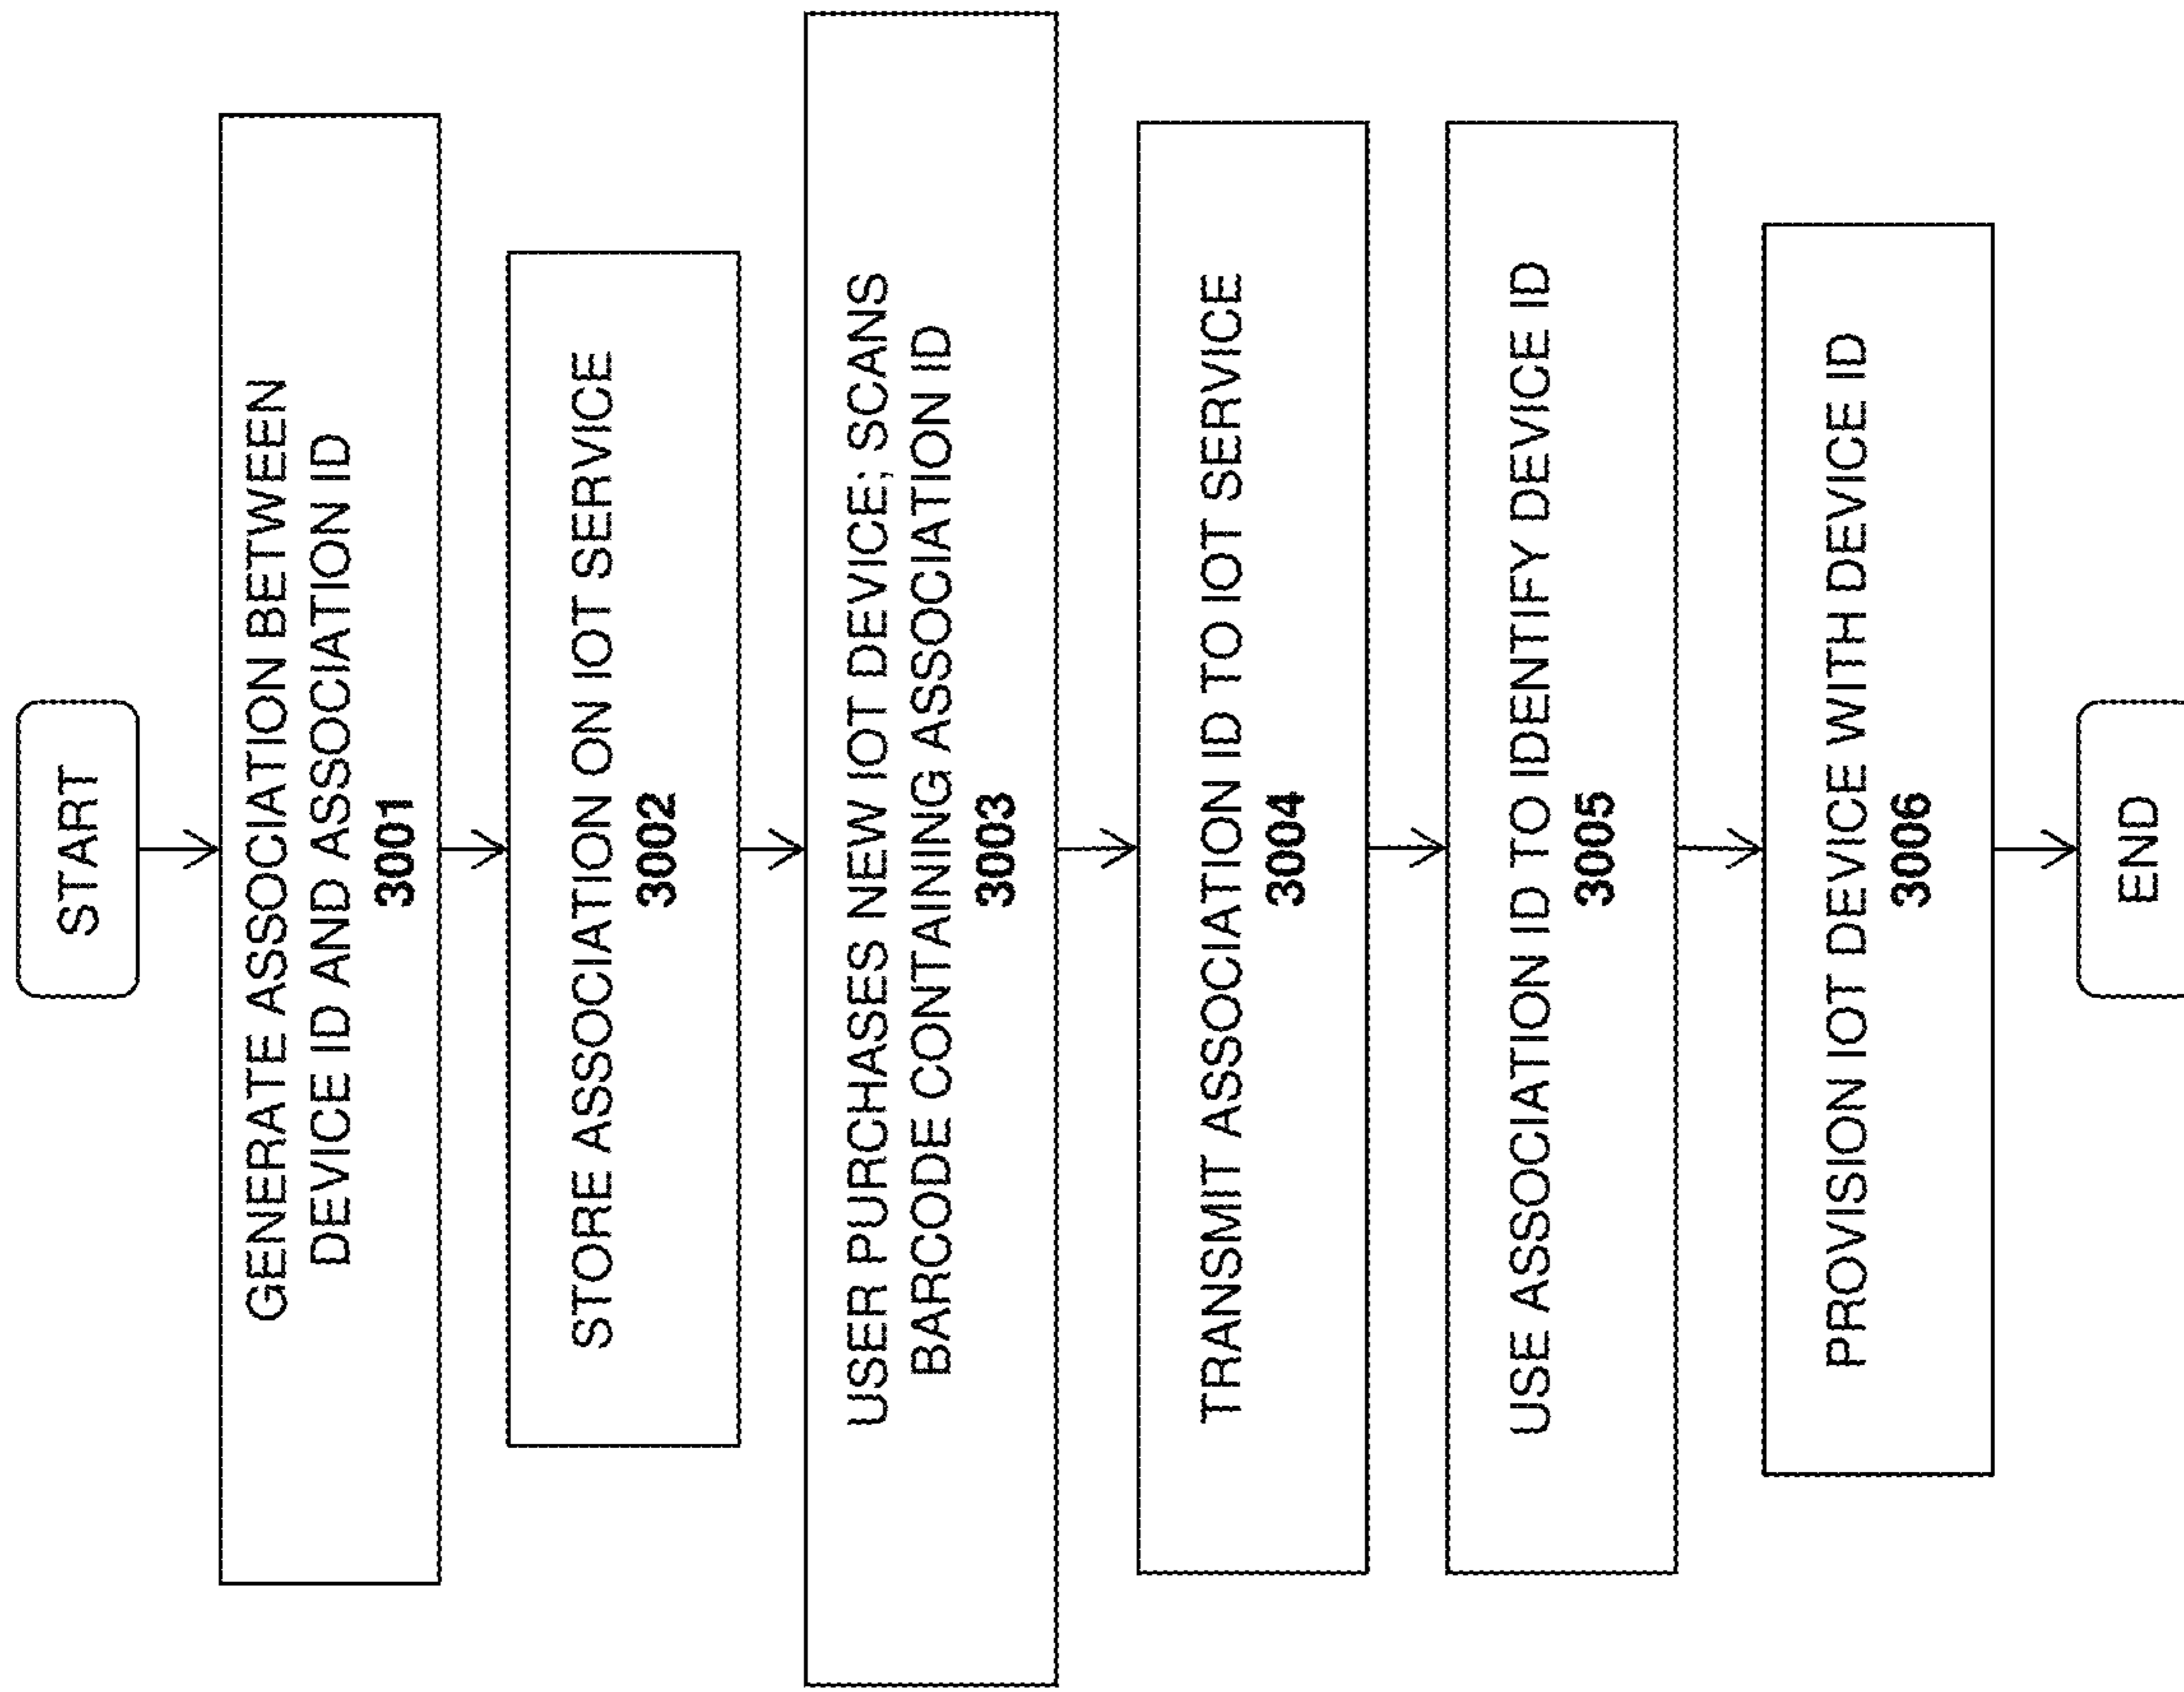 START
GENERATE ASSOCIATION BETWEEN
DEVICE ID AND ASSOCIATION ID
3001
STORE ASSOCIATION ON IOT SERVICE
3002
USER PURCHASES NEW IOT DEVICE; SCANS
BARCODE CONTAINING ASSOCIATION ID
3003
TRANSMIT ASSOCIATION ID TO IOT SERVICE
3004
USE ASSOCIATION ID TO IDENTIFY DEVICE ID
3005
PROVISION IOT DEVICE WITH DEVICE ID
3006
END